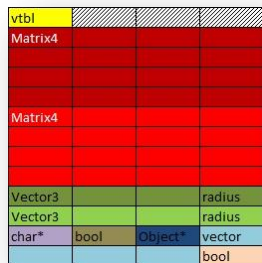 vtbl
Matrix4
Matrix4
Vector3 radius
Vector3 radius
char* bool Object* vector
bool